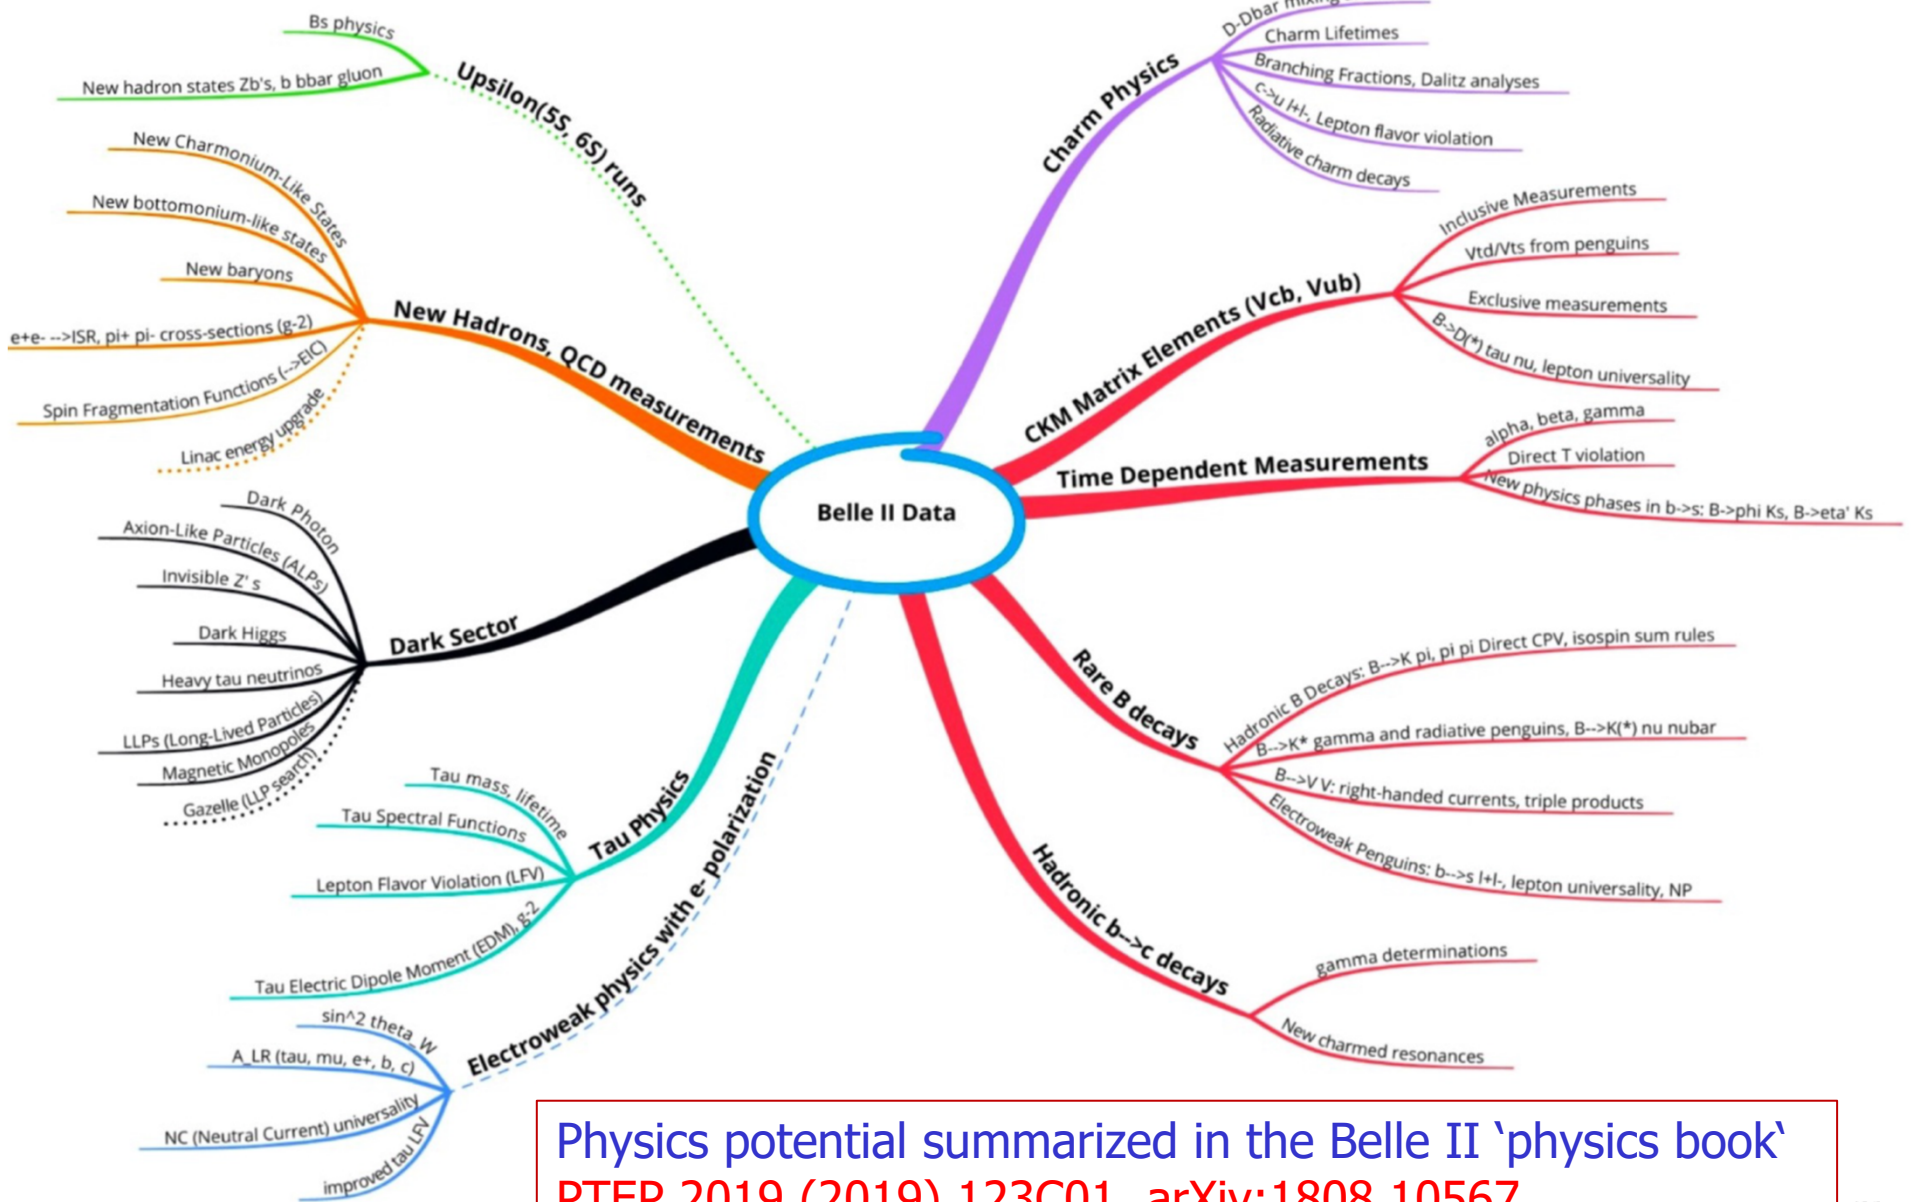 Bs physics
New hadron states Zb's, b bbar gluon
Upsilon(5S, 6S) runs
New Charmonium-Like States
New bottomonium-like states
New baryons
e+e- -->ISR, pi+ pi- cross-sections (g-2)
Spin Fragmentation Functions (-->EIC)
Linac energy upgrade
New Hadrons, QCD measurements
Dark Photon
Axion-Like Particles (ALPs)
Invisible Z' s
Dark Higgs
Heavy tau neutrinos
LLPs (Long-Lived Particles)
Magnetic Monopoles
Gazelle (LLP search)
Dark Sector
Tau mass, lifetime
Tau Spectral Functions
Lepton Flavor Violation (LFV)
Tau Electric Dipole Moment (EDM), g-2
Tau Physics
sin^2 theta_W
A_LR (tau, mu, e+, b, c)
NC (Neutral Current) universality
improved tau LFV
Electroweak physics with e- polarization
Belle II Data
Charm Physics
D-Dbar mixing
Charm Lifetimes
Branching Fractions, Dalitz analyses
c->u l+l-, Lepton flavor violation
Radiative charm decays
CKM Matrix Elements (Vcb, Vub)
Inclusive Measurements
Vtd/Vts from penguins
Exclusive measurements
B->D(*) tau nu, lepton universality
Time Dependent Measurements
alpha, beta, gamma
Direct T violation
New physics phases in b->s: B->phi Ks, B->eta' Ks
Rare B decays
Hadronic B Decays: B-->K pi, pi pi Direct CPV, isospin sum rules
B-->K* gamma and radiative penguins, B-->K(*) nu nubar
B-->V V: right-handed currents, triple products
Electroweak Penguins: b-->s l+l-, lepton universality, NP
Hadronic b-->c decays
gamma determinations
New charmed resonances
Physics potential summarized in the Belle II ‵physics book‵
PTEP 2019 (2019) 123C01, arXiv:1808.10567